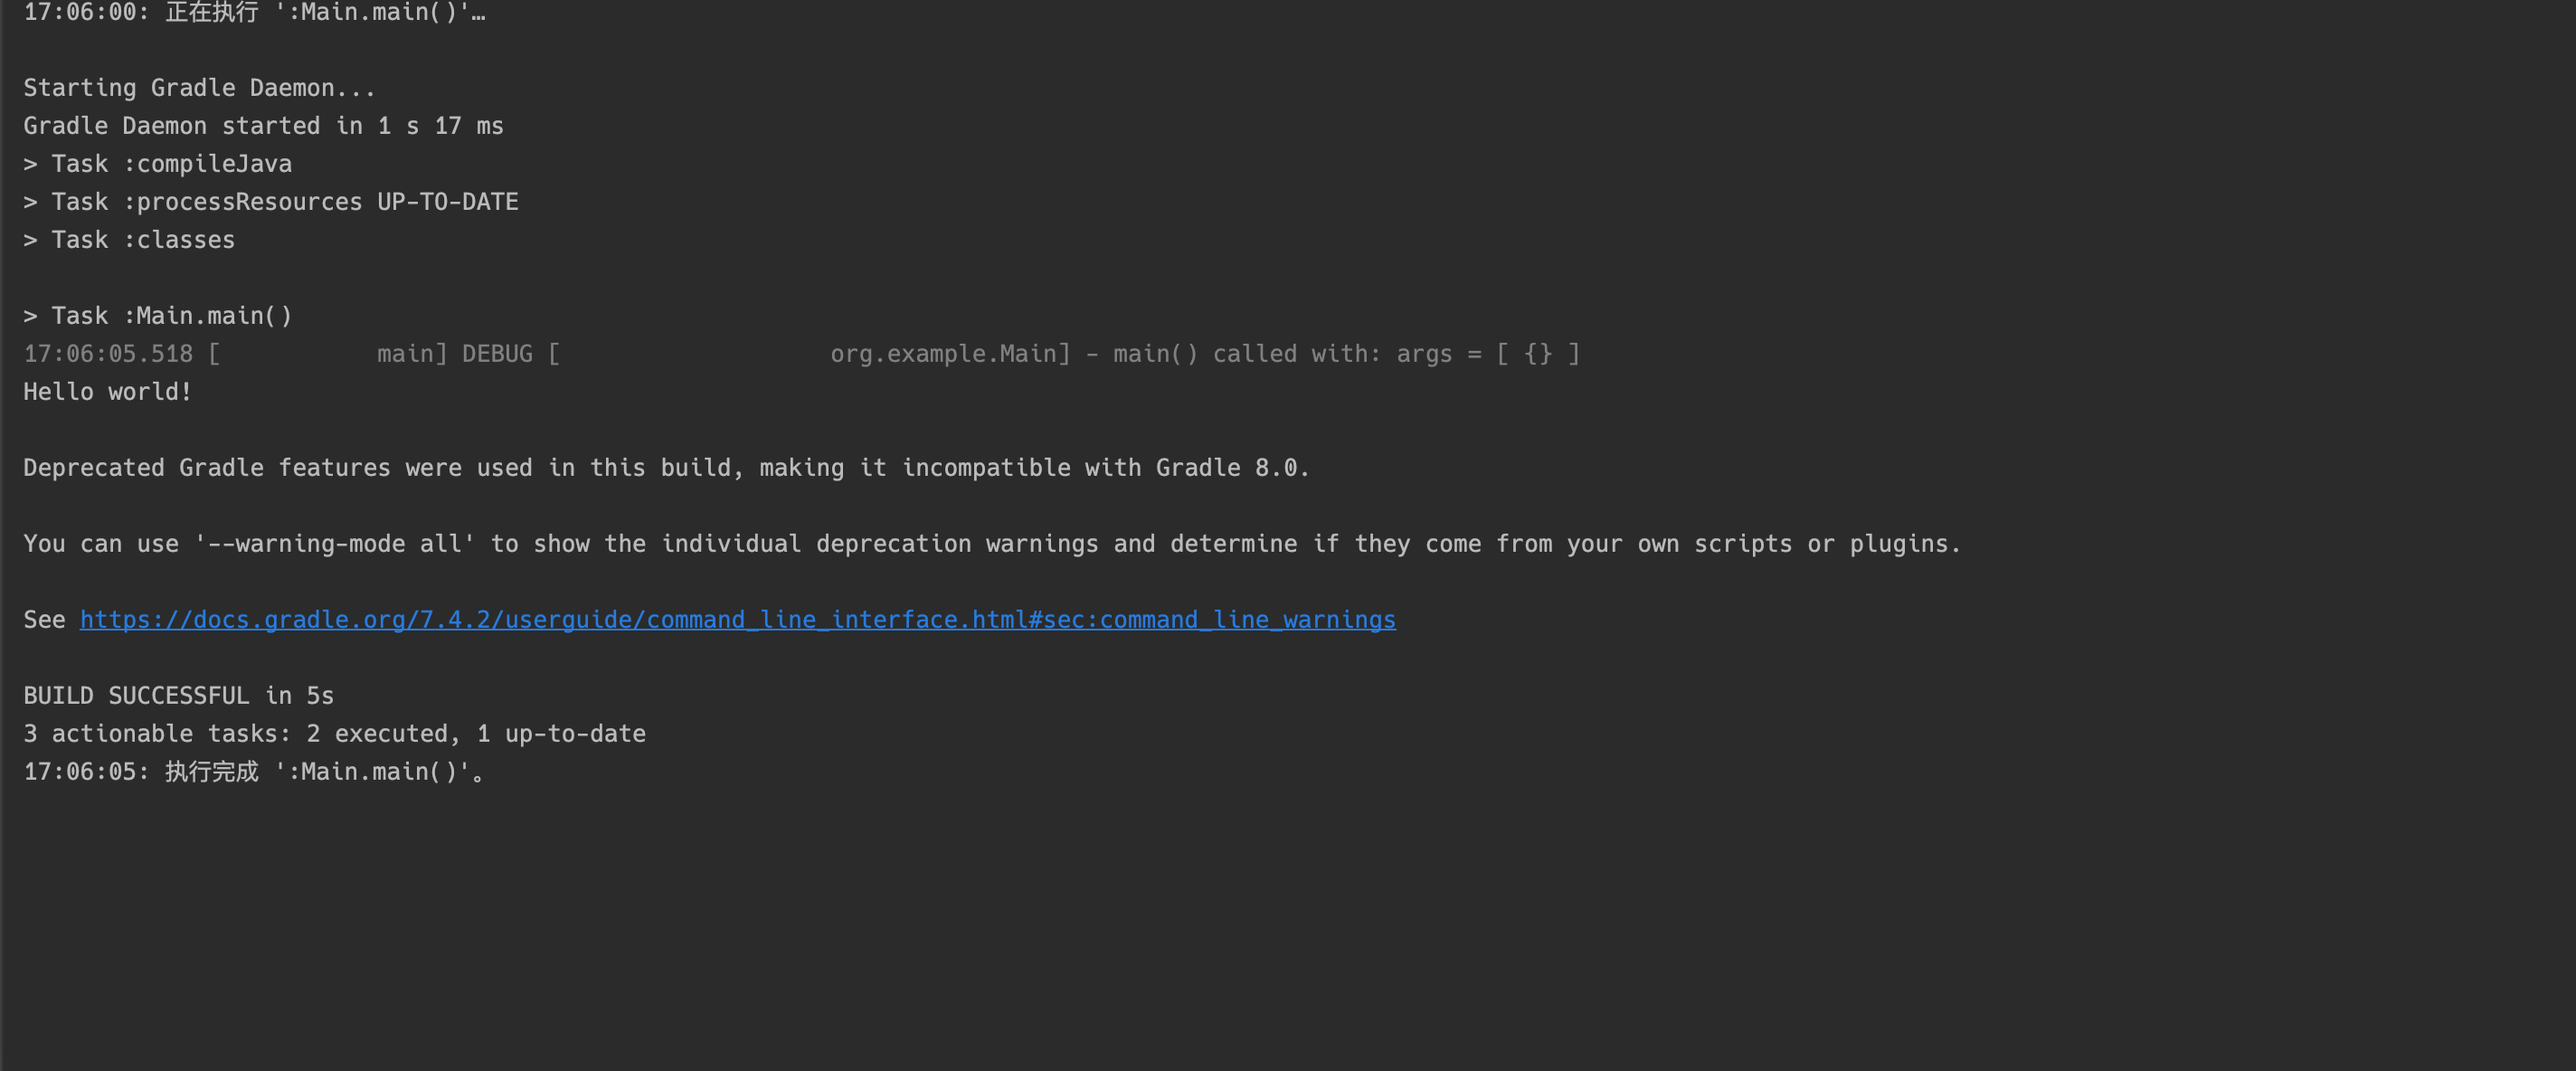 17:06:00: 正在执行 ':Main.main()'…
Starting Gradle Daemon...
Gradle Daemon started in 1 s 17 ms
> Task :compileJava
> Task :processResources UP-TO-DATE
> Task :classes
> Task :Main.main()
17:06:05.518 [           main] DEBUG [                   org.example.Main] - main() called with: args = [ {} ]
Hello world!
Deprecated Gradle features were used in this build, making it incompatible with Gradle 8.0.
You can use '--warning-mode all' to show the individual deprecation warnings and determine if they come from your own scripts or plugins.
See https://docs.gradle.org/7.4.2/userguide/command_line_interface.html#sec:command_line_warnings
BUILD SUCCESSFUL in 5s
3 actionable tasks: 2 executed, 1 up-to-date
17:06:05: 执行完成 ':Main.main()'。